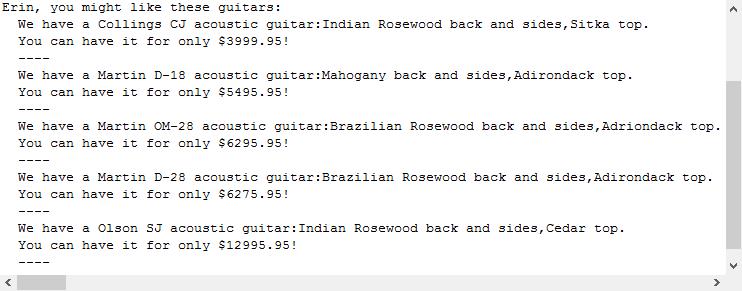 Erin, you might like these guitars:
We have a Collings CJ acoustic guitar:Indian Rosewood back and sides,Sitka top.
You can have it for only $3999.95!
----
We have a Martin D-18 acoustic guitar:Mahogany back and sides,Adirondack top.
You can have it for only $5495.95!
----
We have a Martin OM-28 acoustic guitar:Brazilian Rosewood back and sides,Adriondack top.
You can have it for only $6295.95!
----
We have a Martin D-28 acoustic guitar:Brazilian Rosewood back and sides,Adirondack top.
You can have it for only $6275.95!
----
We have a Olson SJ acoustic guitar:Indian Rosewood back and sides,Cedar top.
You can have it for only $12995.95!
----